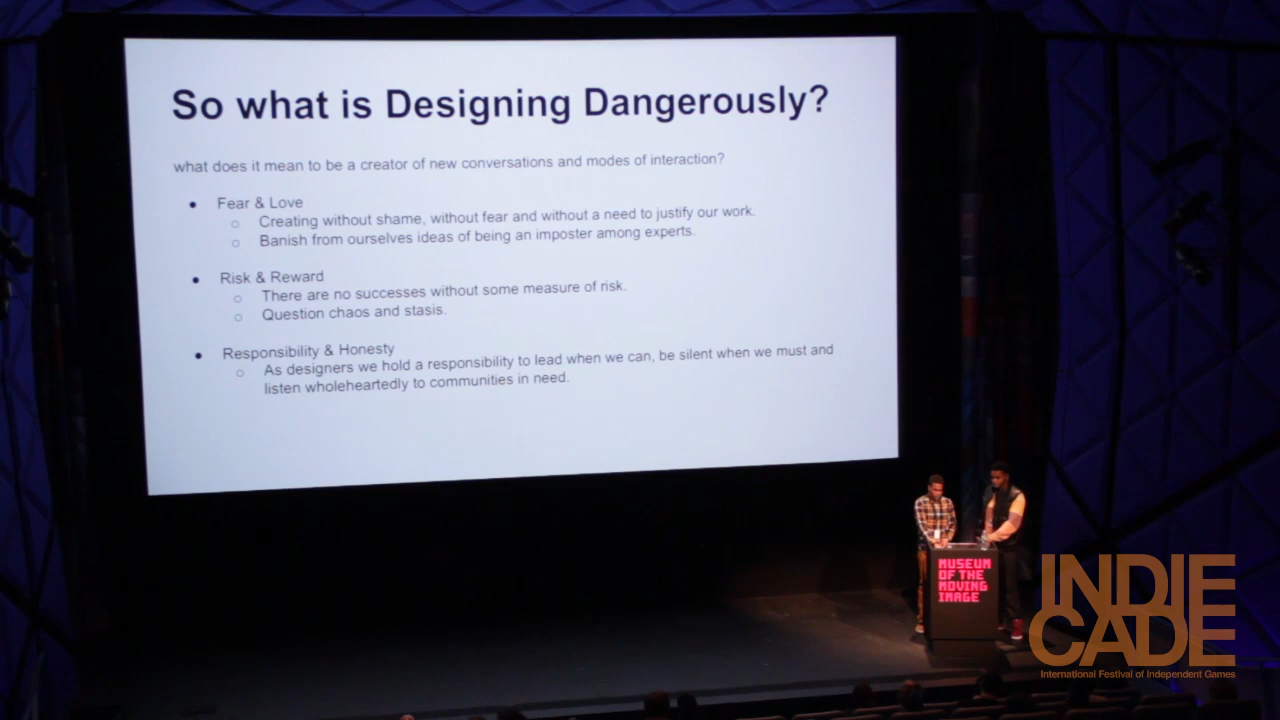 So what is Designing Dangerously?
what does it mean to be a creator of new conversations and modes of interaction?
Fear & Love
Creating without shame, without fear and without a need to justify our work.
Banish from ourselves ideas of being an imposter among experts.
Risk & Reward
There are no successes without some measure of risk.
Question chaos and stasis.
Responsibility & Honesty
As designers we hold a responsibility to lead when we can, be silent when we must and
listen wholeheartedly to communities in need.
MUSEUM
OF THE
MOVING
IMAGE
INDIE
CADE
International Festival of Independent Games